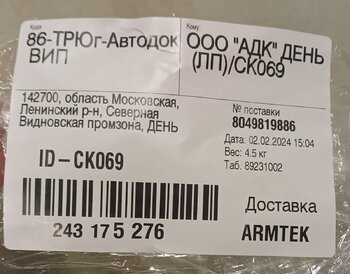 Куда:
86-ТРЮг-Автодок
ВИП
Кому:
ООО "АДК" ДЕНЬ
(ЛП)/СК069
142700, область Московская,
Ленинский р-н, Северная
Видновская промзона, ДЕНЬ
№ поставки
8049819886
Дата: 02.02.2024 15:04
Вес: 4.5 кг
Таб. 89231002
ID-CK069
243 175 276
Доставка
ARMTEK